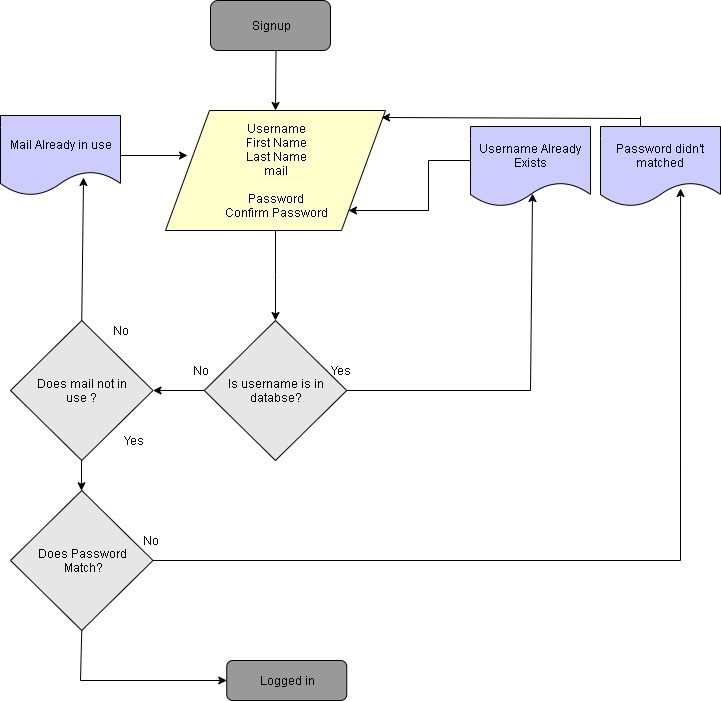 Signup
Mail Already in use
Username
First Name
Last Name
mail
Password
Confirm Password
Username Already
Exists
Password didn't
matched
No
Does mail not in
use ?
Yes
No
Is username is in
databse?
Yes
Does Password
Match?
No
Logged in